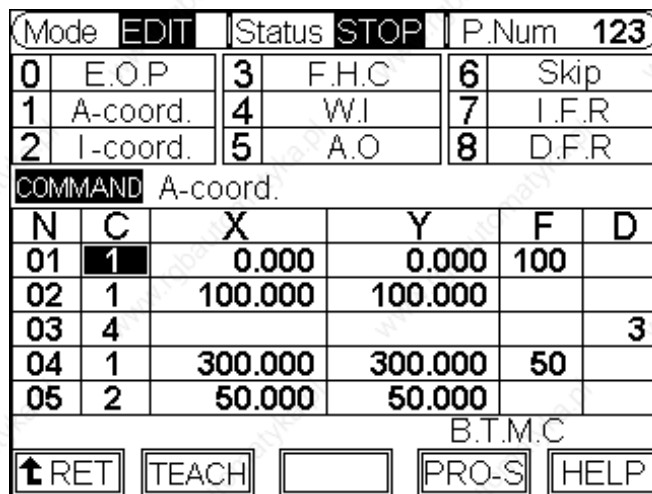 Mode EDIT Status STOP P.Num 123
0 E.O.P 3 F.H.C 6 Skip
1 A-coord. 4 W.I 7 I.F.R
2 I-coord. 5 A.O 8 D.F.R
COMMAND A-coord.
N C X Y F D
01 1 0.000 0.000 100
02 1 100.000 100.000
03 4 3
04 1 300.000 300.000 50
05 2 50.000 50.000
B.T.M.C
RET TEACH PRO-S HELP